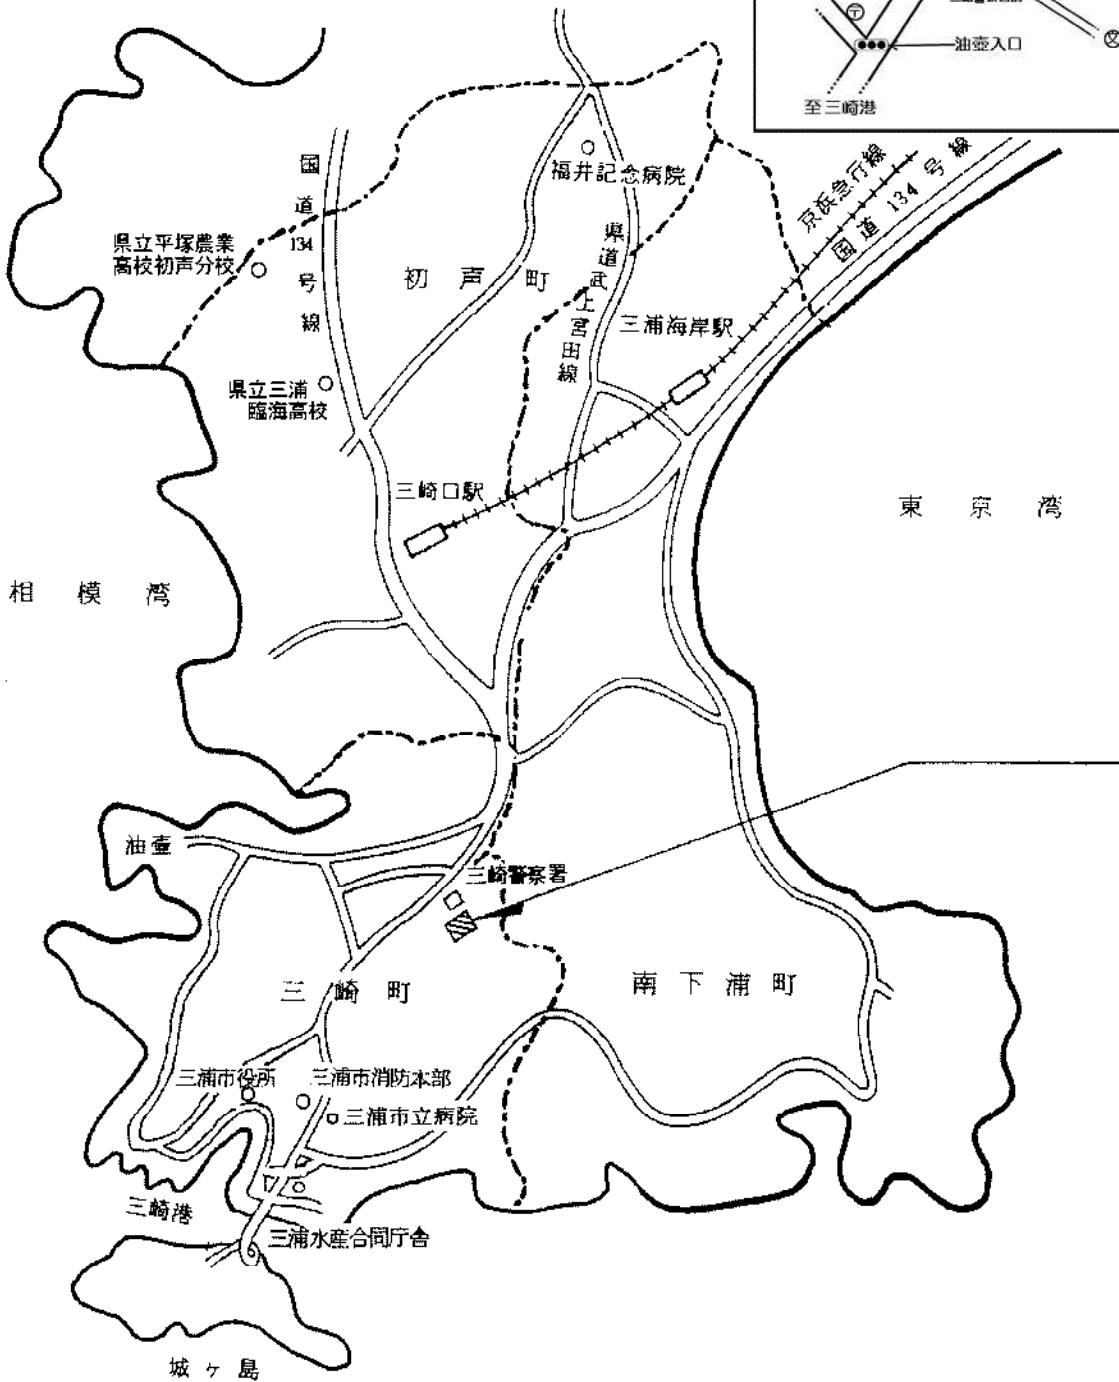 〒
油壺入口
至三崎港
文
国道134号線
福井記念病院
京浜急行線
国道134号線
県立平塚農業
高校初声分校
初声町
県道武上宮田線
三浦海岸駅
県立三浦
臨海高校
三崎口駅
東京湾
相模湾
油壷
三崎警察署
三崎町
南下浦町
三浦市役所
三浦市消防本部
三浦市立病院
三崎港
三浦水産合同庁舎
城ヶ島